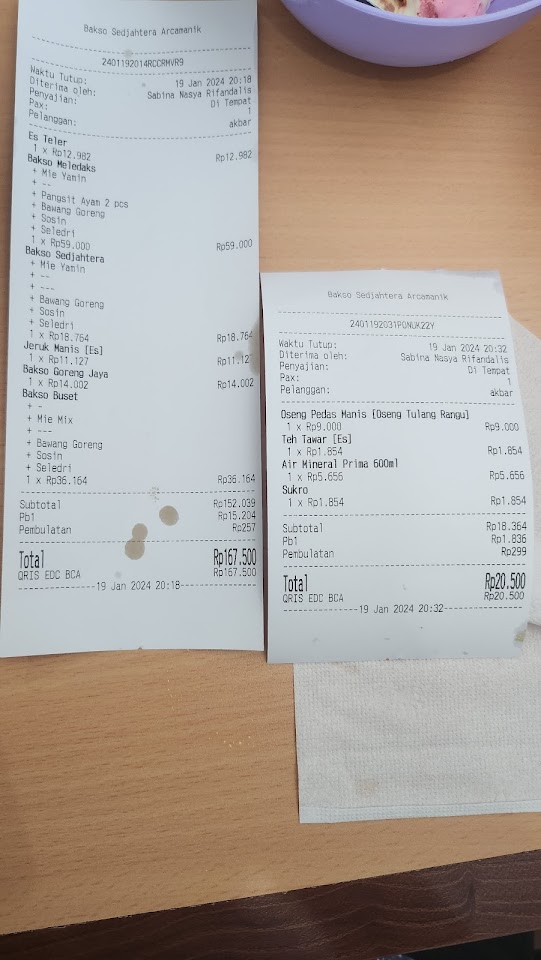 Bakso Sedjahtera Arcamanik
2401192014RCCRMVR9
Waktu Tutup: 19 Jan 2024 20:18
Diterima oleh: Sabina Nasya Rifandalis
Penyajian: Di Tempat
Pax: 1
Pelanggan: akbar
Es Teler
1 x Rp12.982 Rp12.982
Bakso Meledaks
+ Mie Yamin
+ --
+ Pangsit Ayam 2 pcs
+ Bawang Goreng
+ Sosin
+ Seledri
1 x Rp59.000 Rp59.000
Bakso Sedjahtera
+ Mie Yamin
+ --
+ ---
+ Bawang Goreng
+ Sosin
+ Seledri
1 x Rp18.764 Rp18.764
Jeruk Manis [Es]
1 x Rp11.127 Rp11.127
Bakso Goreng Jaya
1 x Rp14.002 Rp14.002
Bakso Buset
+ -
+ Mie Mix
+ ---
+ Bawang Goreng
+ Sosin
+ Seledri
1 x Rp36.164 Rp36.164
Subtotal Rp152.039
Pb1 Rp15.204
Pembulatan Rp257
Total Rp167.500
QRIS EDC BCA Rp167.500
19 Jan 2024 20:18
Bakso Sedjahtera Arcamanik
2401192031PONUK22Y
Waktu Tutup: 19 Jan 2024 20:32
Diterima oleh: Sabina Nasya Rifandalis
Penyajian: Di Tempat
Pax: 1
Pelanggan: akbar
Oseng Pedas Manis [Oseng Tulang Rangu]
1 x Rp9.000 Rp9.000
Teh Tawar [Es]
1 x Rp1.854 Rp1.854
Air Mineral Prima 600ml
1 x Rp5.656 Rp5.656
Sukro
1 x Rp1.854 Rp1.854
Subtotal Rp18.364
Pb1 Rp1.836
Pembulatan Rp299
Total Rp20.500
QRIS EDC BCA Rp20.500
19 Jan 2024 20:32